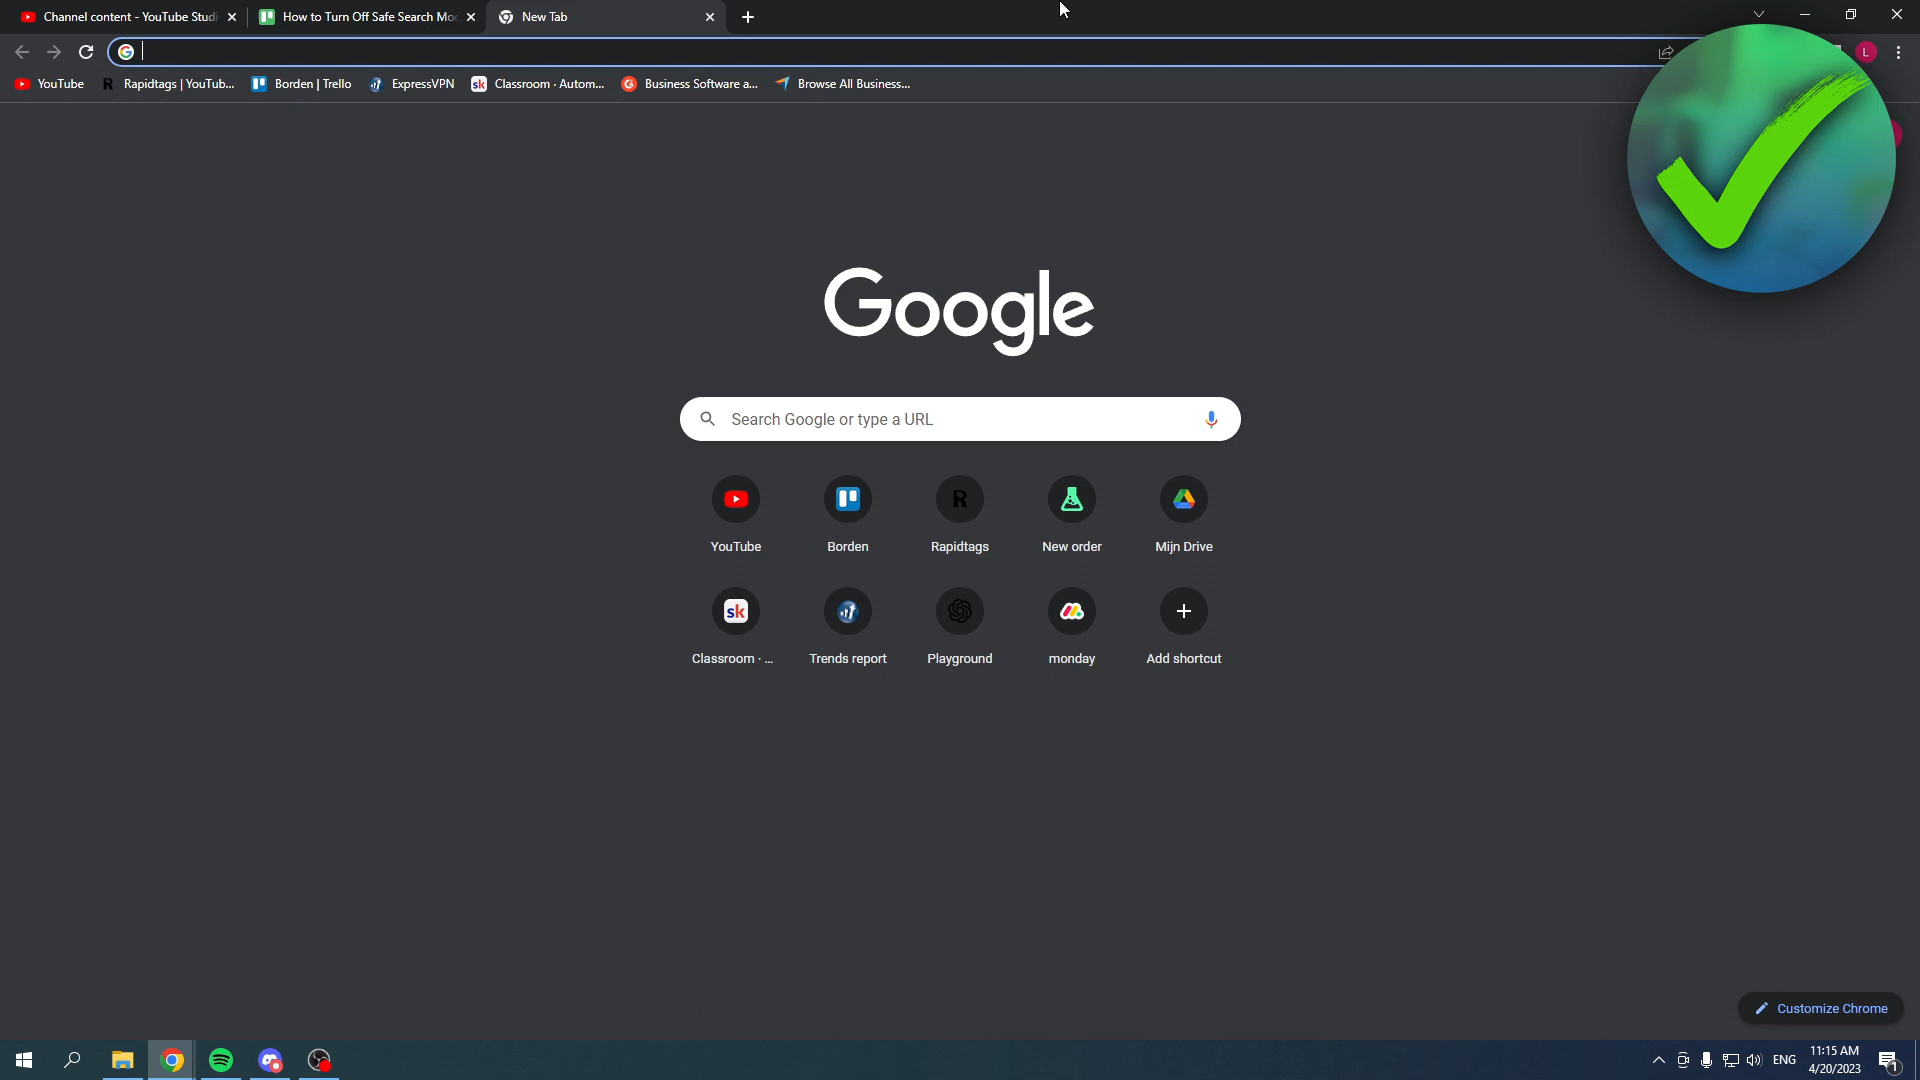 Channel content - YouTube Studi
How to Turn Off Safe Search Mo
New Tab
YouTube
Rapidtags | YouTub...
Borden | Trello
ExpressVPN
Classroom · Autom...
Business Software a...
Browse All Business...
L
Google
Search Google or type a URL
YouTube
Borden
Rapidtags
New order
Mijn Drive
sk
Classroom · ...
Trends report
Playground
monday
Add shortcut
Customize Chrome
ENG
11:15 AM
4/20/2023
1